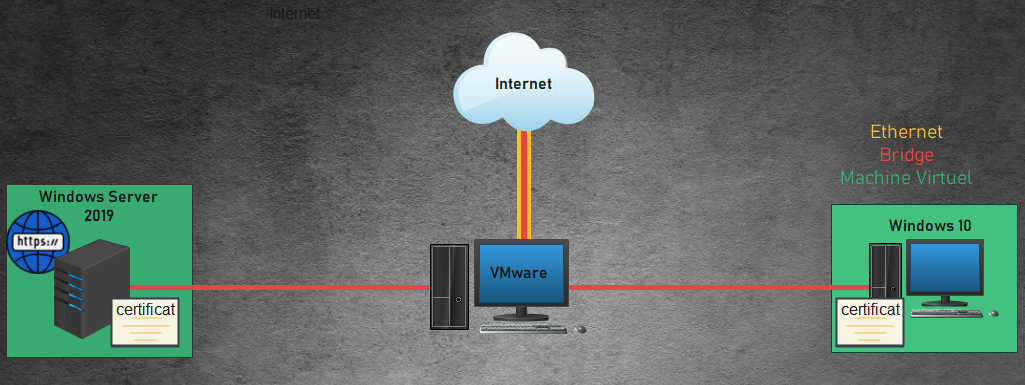 Internet
Internet
Ethernet
Bridge
Machine Virtuel
Windows Server
2019
https://
certificat
VMware
Windows 10
certificat